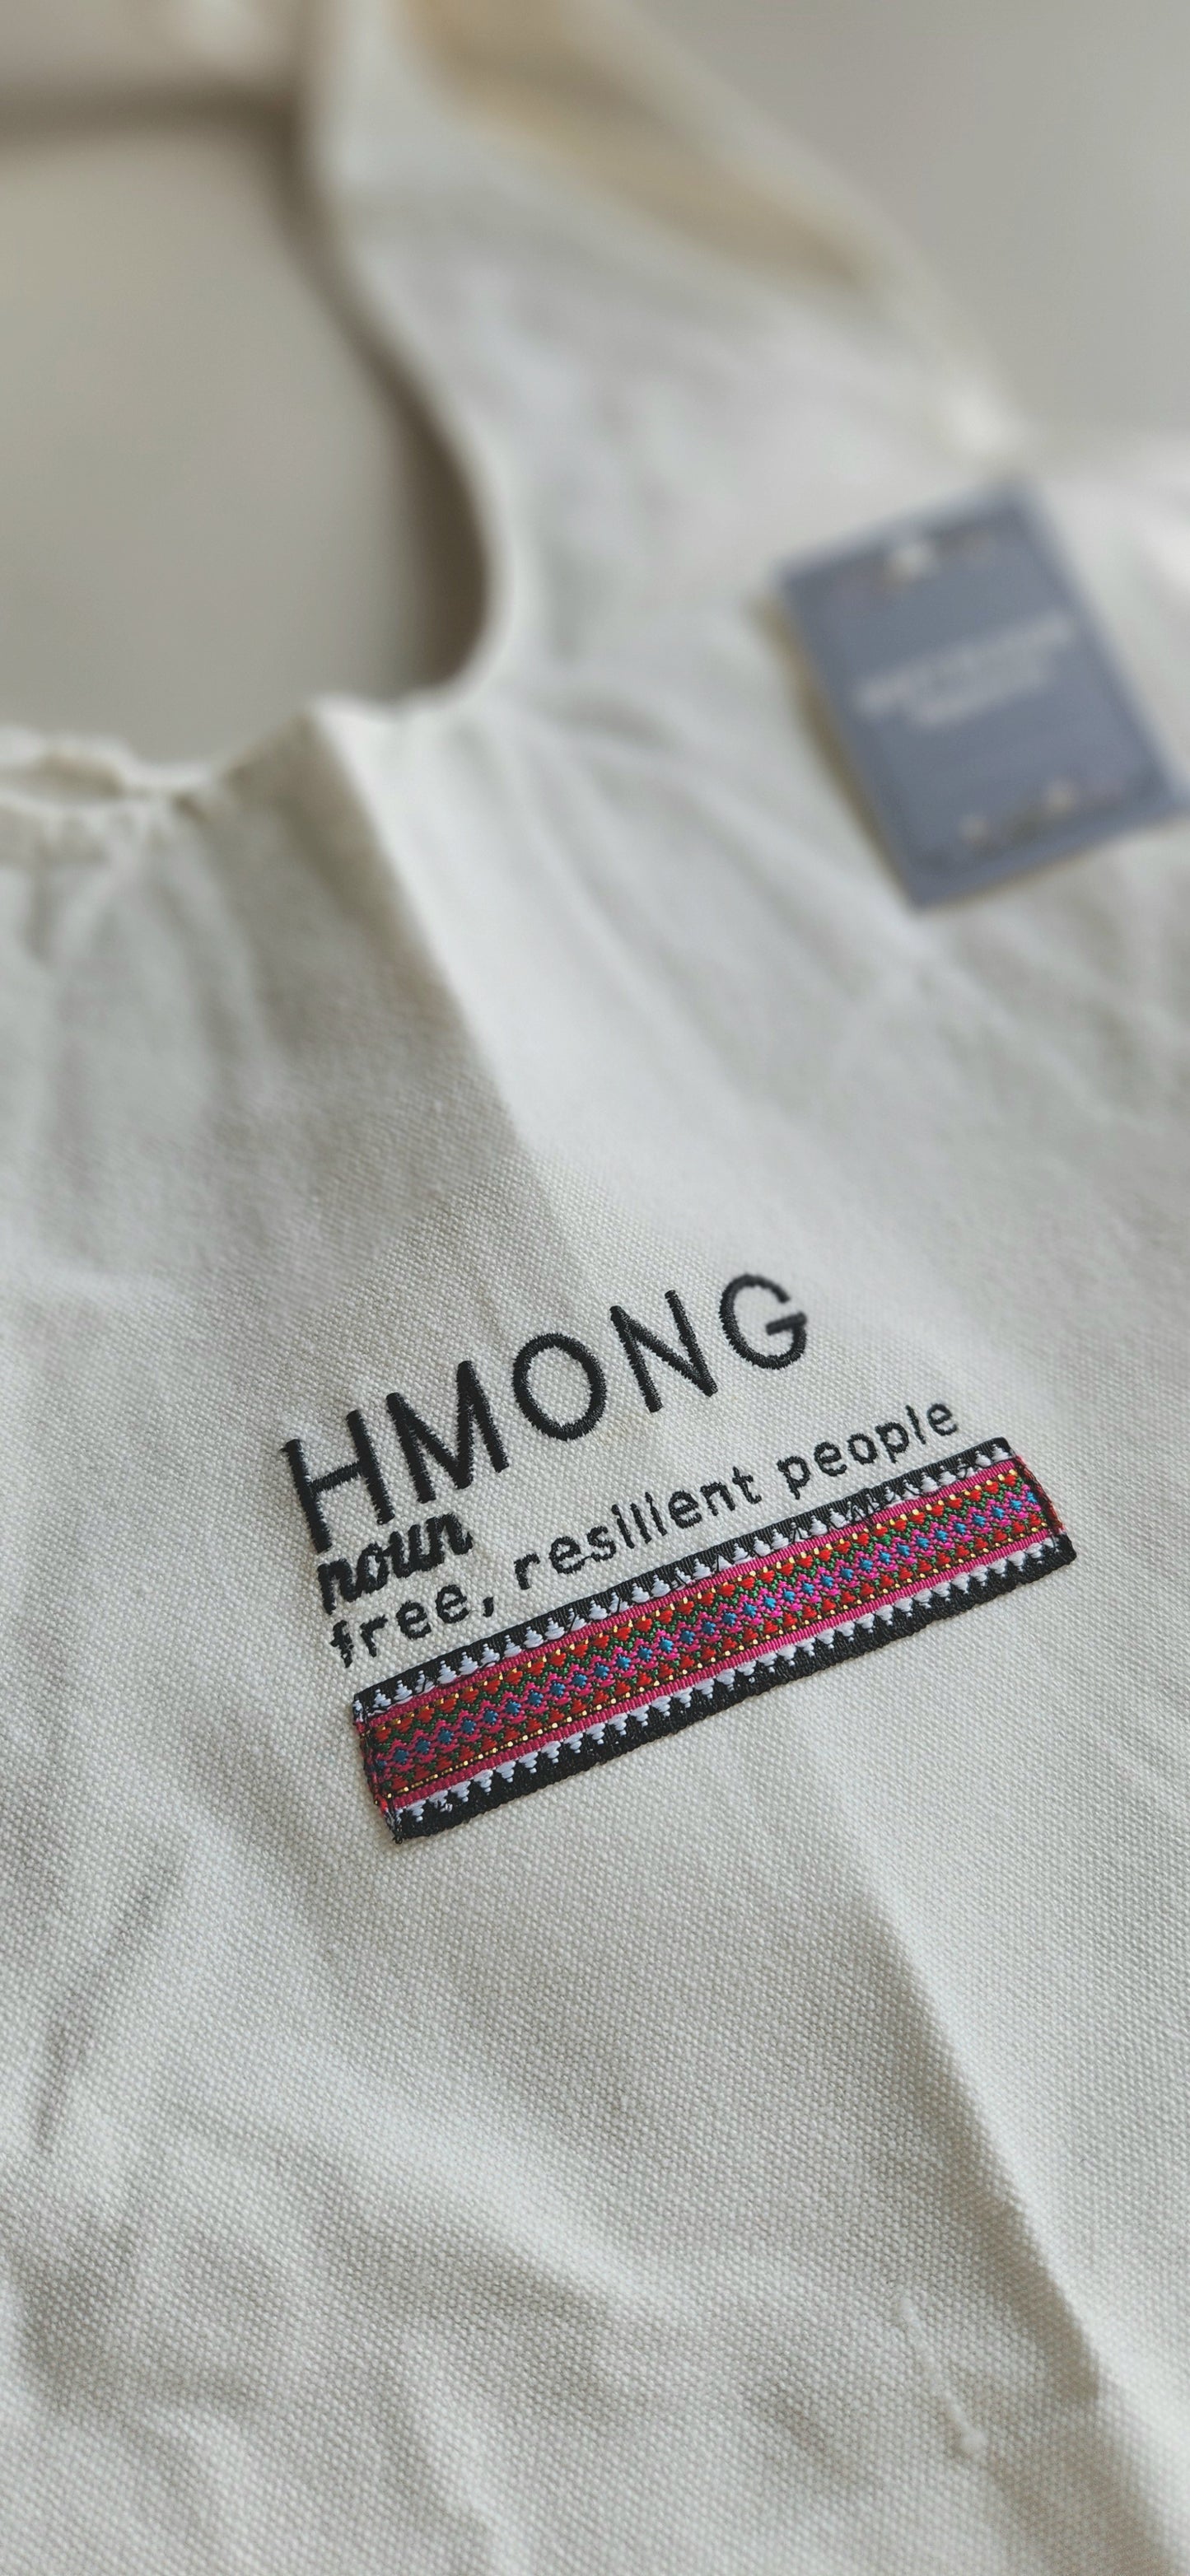 HMONG
noun
free, resilient people